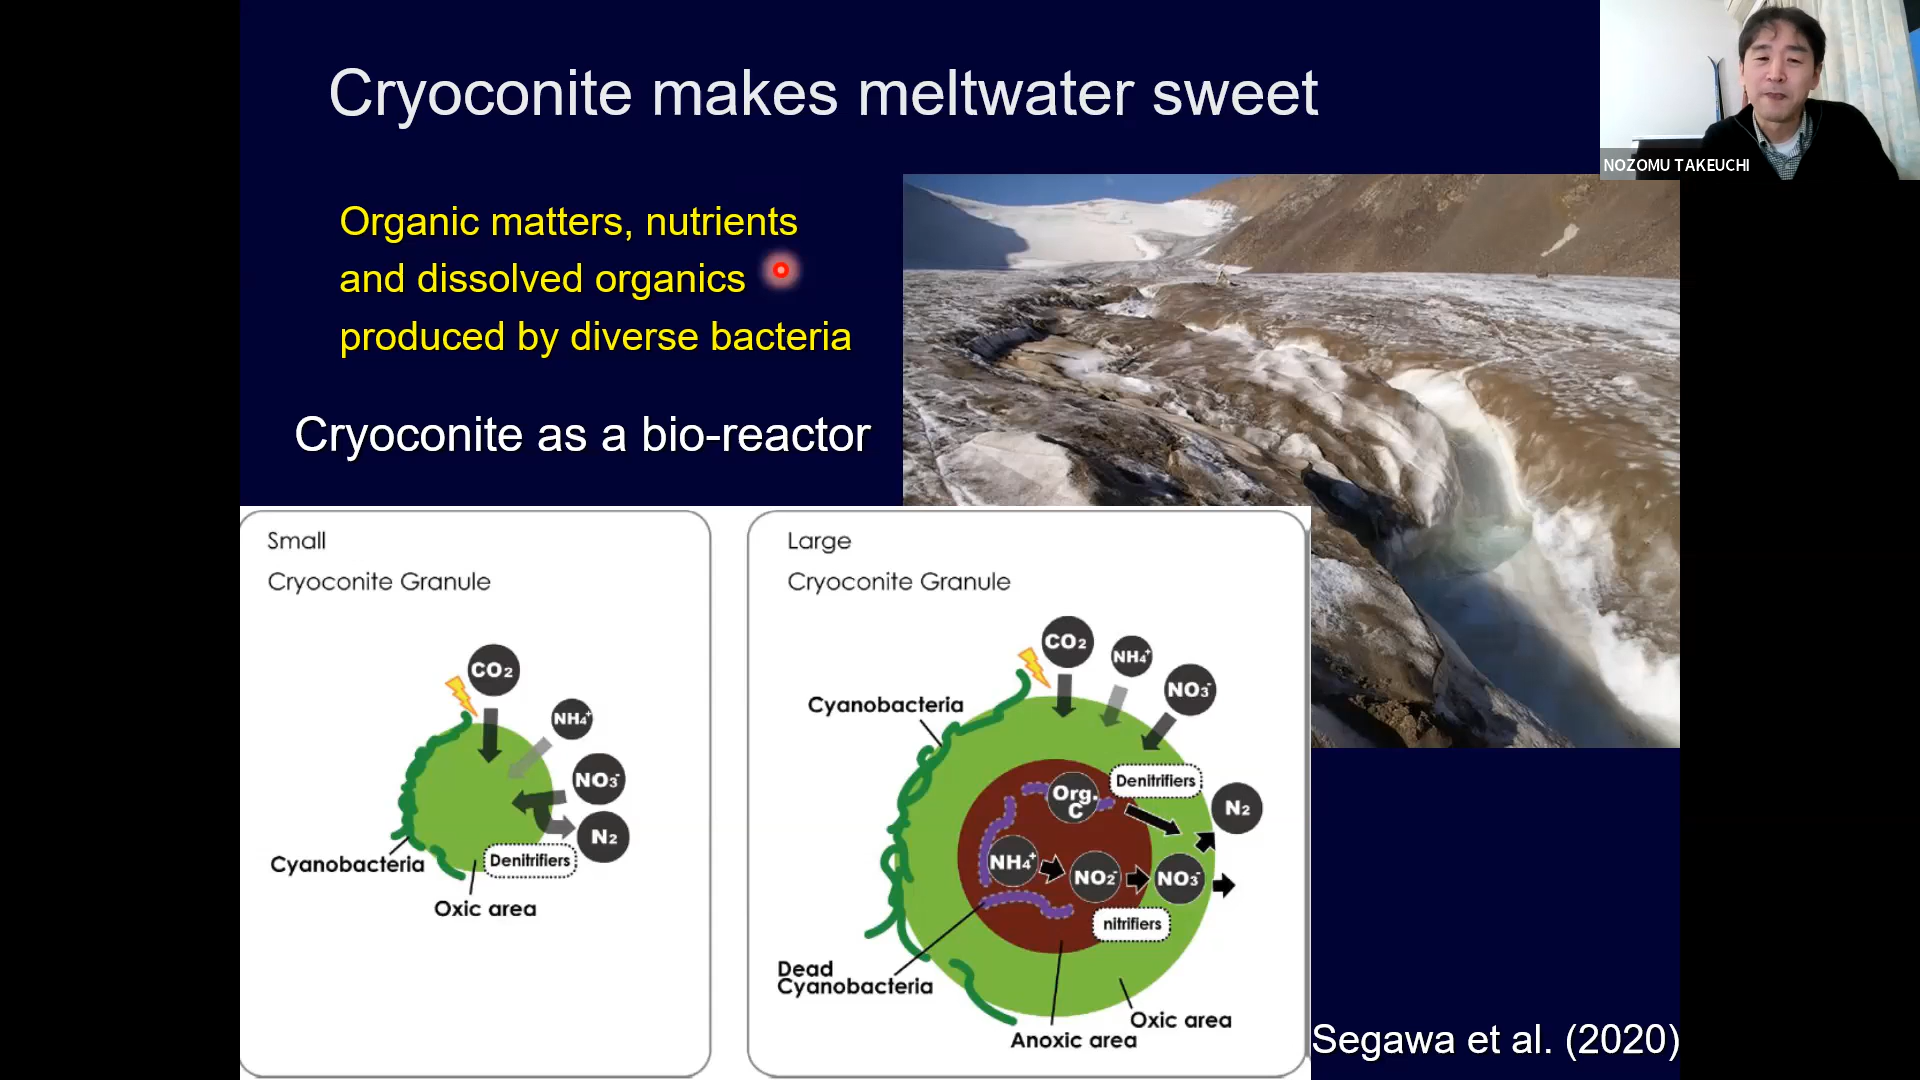 Cryoconite makes meltwater sweet
NOZOMU TAKEUCHI
Organic matters, nutrients
and dissolved organics
produced by diverse bacteria
Cryoconite as a bio-reactor
Small
Cryoconite Granule
CO₂
NH₄⁺
NO₃⁻
N₂
Cyanobacteria
Denitrifiers
Oxic area
Large
Cryoconite Granule
CO₂
NH₄⁺
NO₃⁻
Cyanobacteria
Denitrifiers
Org.
C
N₂
NH₄⁺
NO₂⁻
NO₃⁻
nitrifiers
Dead
Cyanobacteria
Oxic area
Anoxic area
Segawa et al. (2020)